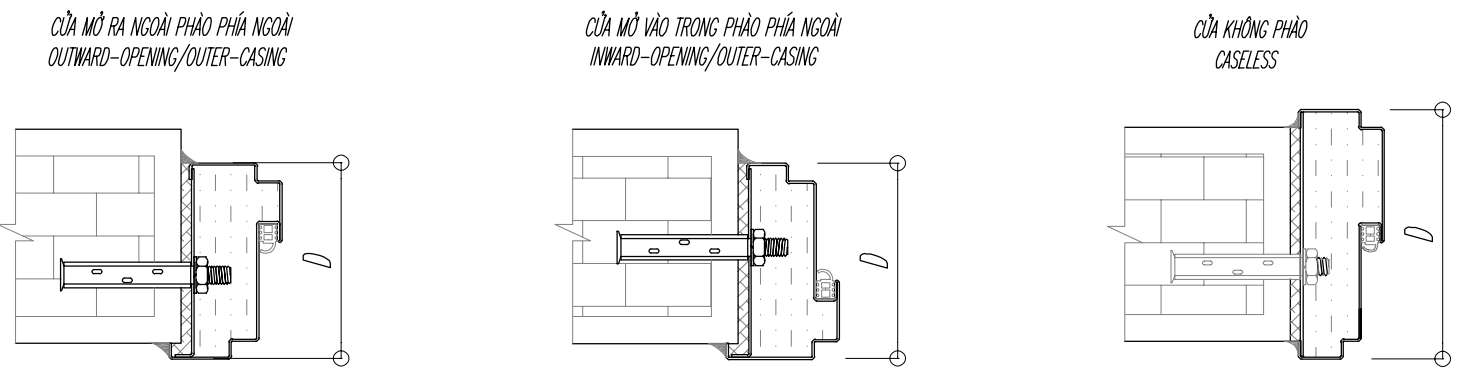 CỬA MỞ RA NGOÀI PHÀO PHÍA NGOÀI
OUTWARD-OPENING/OUTER-CASING
CỬA MỞ VÀO TRONG PHÀO PHÍA NGOÀI
INWARD-OPENING/OUTER-CASING
CỬA KHÔNG PHÀO
CASELESS
D
D
D